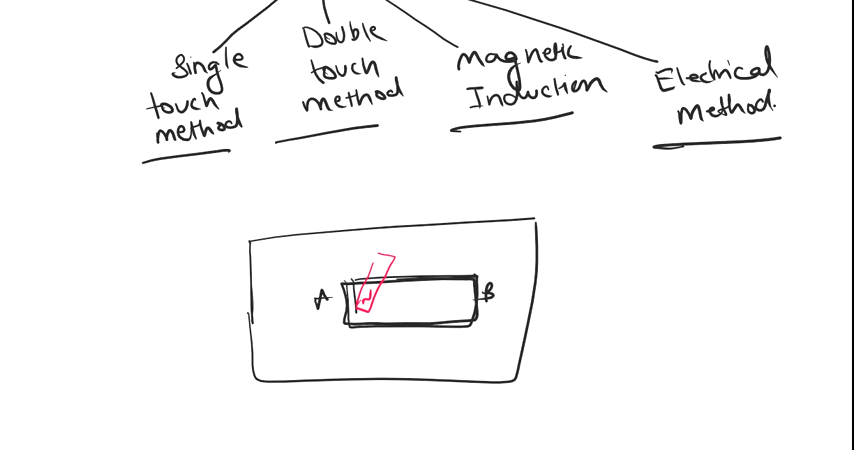 Single
touch
method
Double
touch
method
Magnetic
Induction
Electrical
Method.
A
B
N